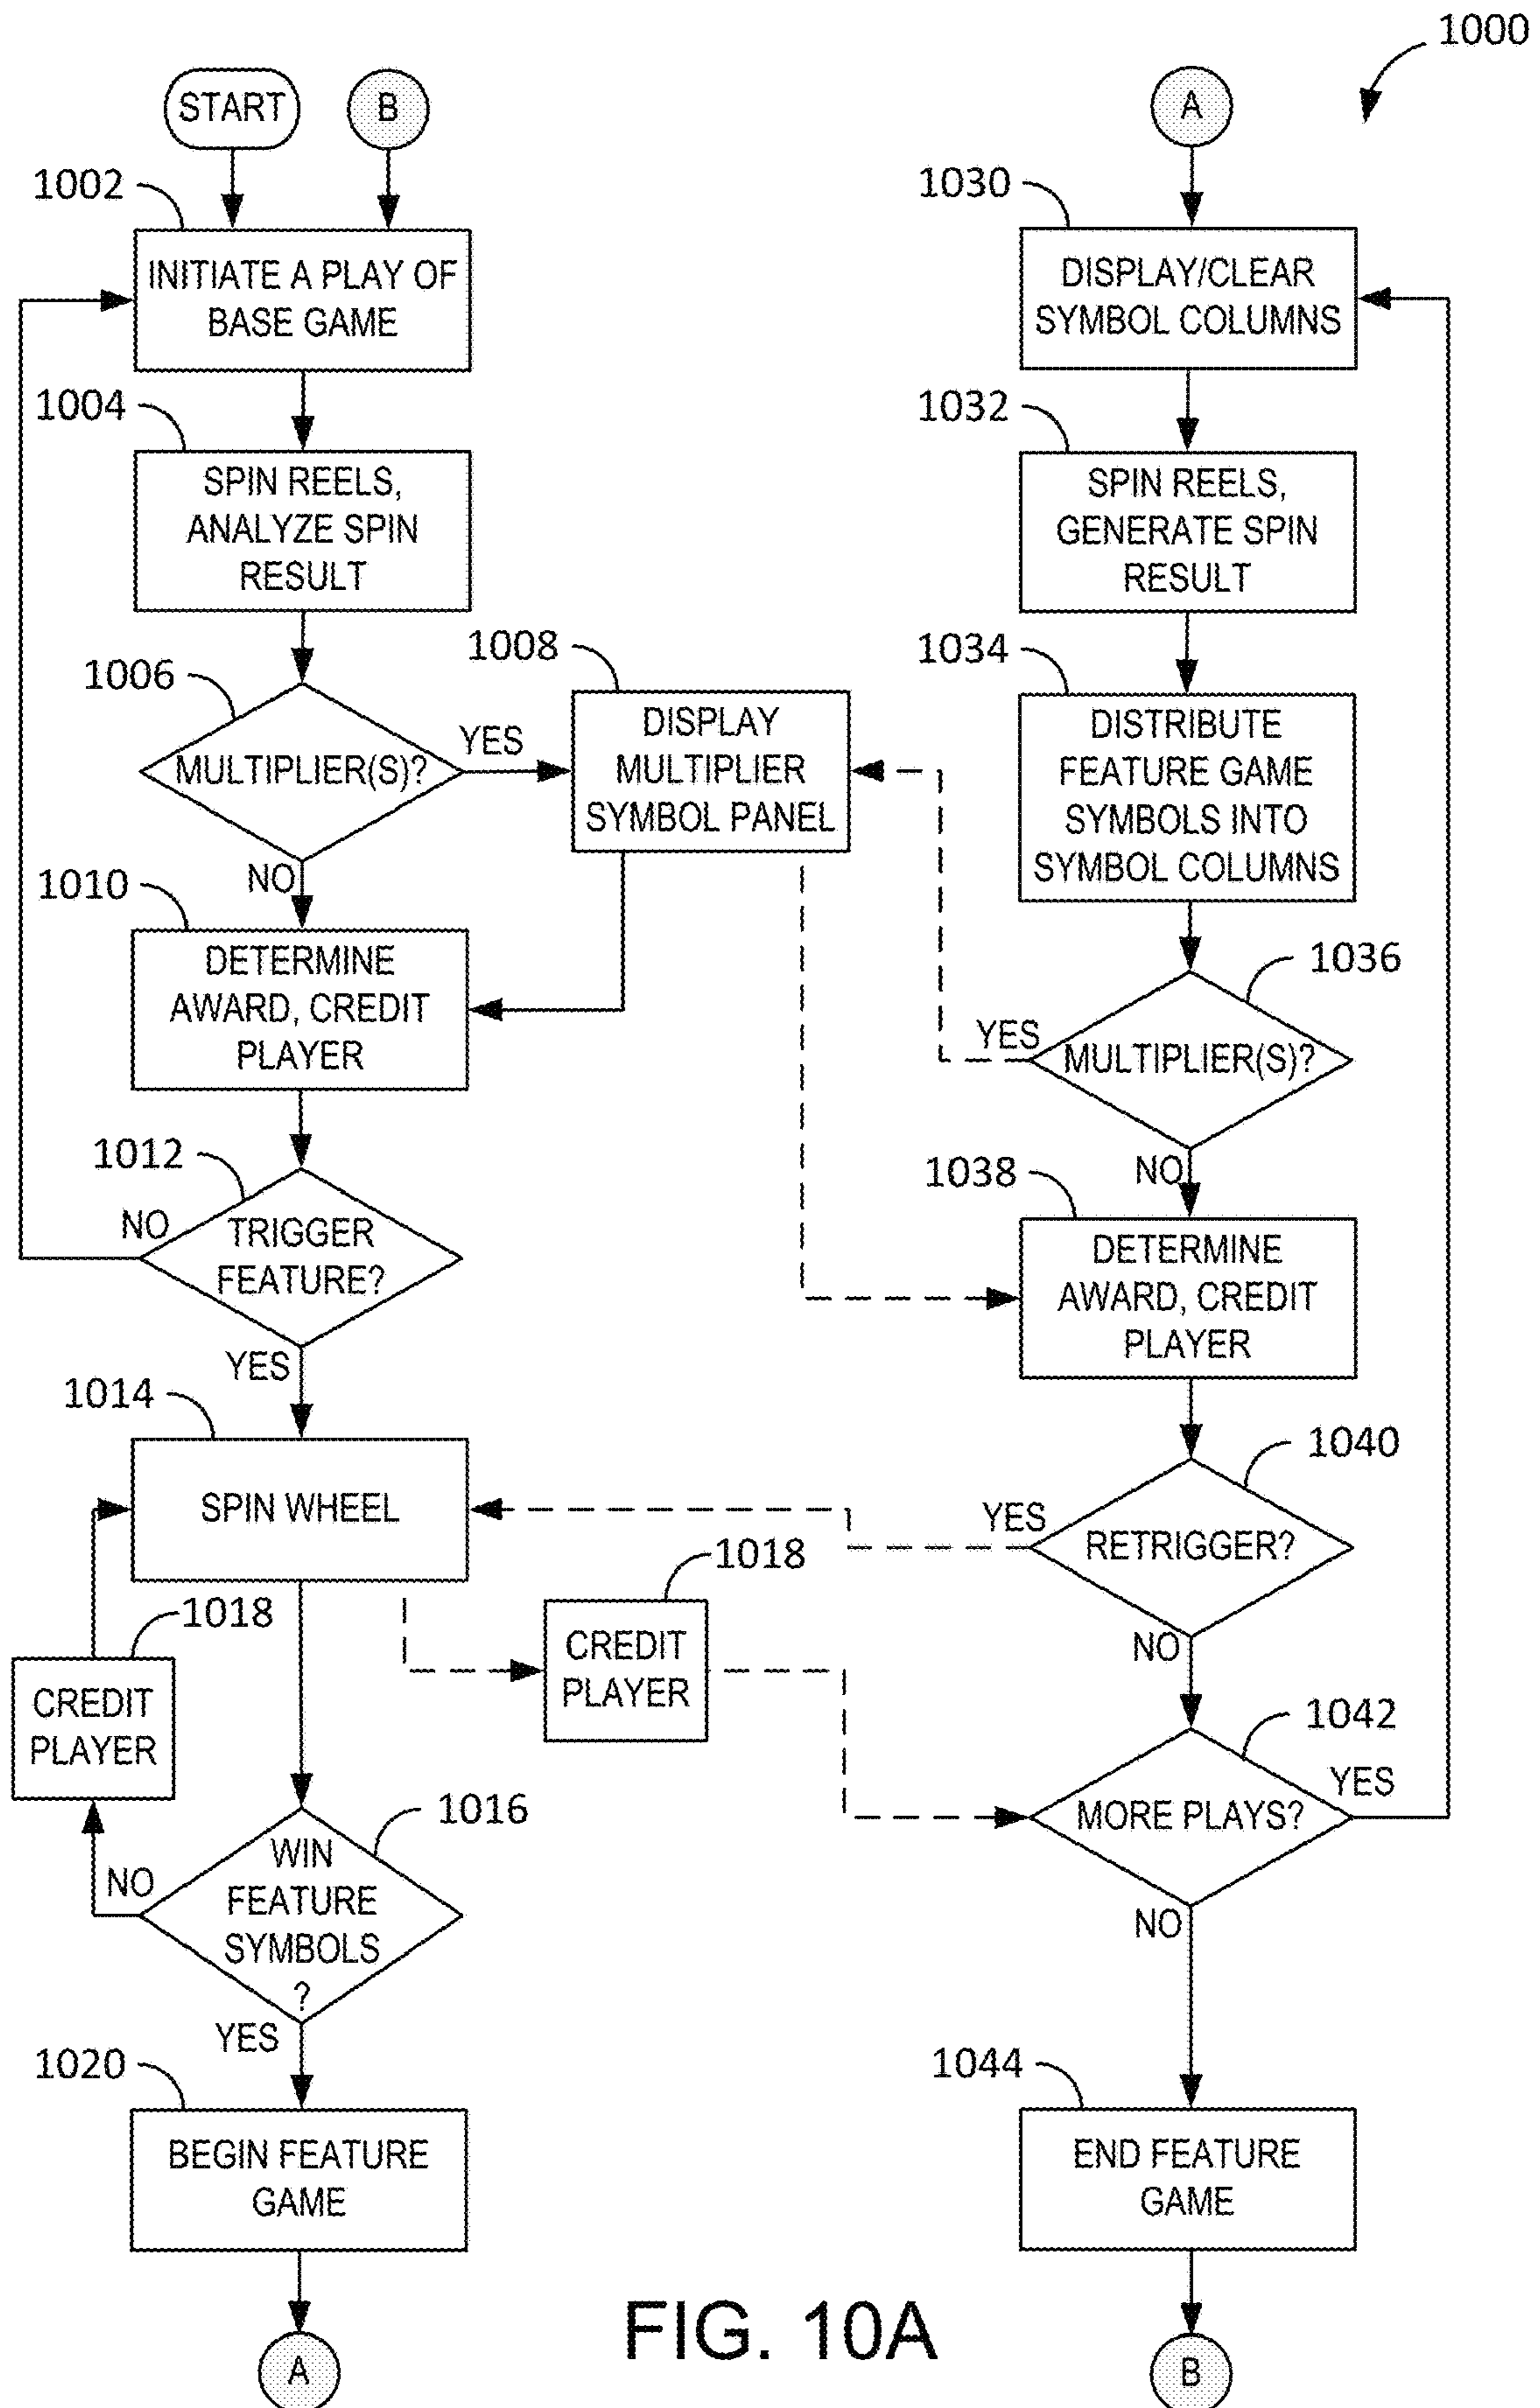 1000
START
B
1002
INITIATE A PLAY OF
BASE GAME
1004
SPIN REELS,
ANALYZE SPIN
RESULT
1006
MULTIPLIER(S)?
YES
NO
1008
DISPLAY
MULTIPLIER
SYMBOL PANEL
1010
DETERMINE
AWARD, CREDIT
PLAYER
1012
TRIGGER
FEATURE?
NO
YES
1014
SPIN WHEEL
1018
CREDIT
PLAYER
1018
CREDIT
PLAYER
1016
WIN
FEATURE
SYMBOLS
?
NO
YES
1020
BEGIN FEATURE
GAME
A
A
1030
DISPLAY/CLEAR
SYMBOL COLUMNS
1032
SPIN REELS,
GENERATE SPIN
RESULT
1034
DISTRIBUTE
FEATURE GAME
SYMBOLS INTO
SYMBOL COLUMNS
1036
MULTIPLIER(S)?
YES
NO
1038
DETERMINE
AWARD, CREDIT
PLAYER
1040
RETRIGGER?
YES
NO
1042
MORE PLAYS?
YES
NO
1044
END FEATURE
GAME
B
FIG. 10A